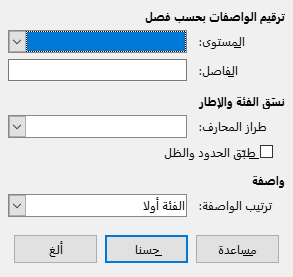 ترقيم الواصفات بحسب فصل
المستوى:
الفاصل:
نسق الفئة والإطار
طراز المحارف:
طبّق الحدود والظل
واصفة
ترتيب الواصفة: الفئة أولا
مساعدة حسنا ألغ